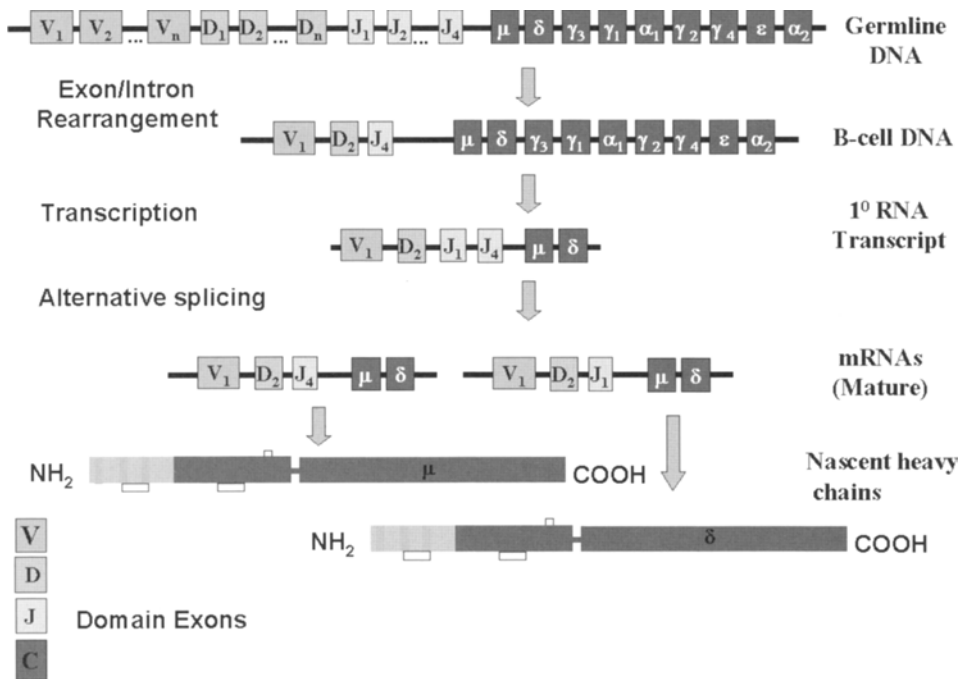 V1 V2 ... Vn D1 D2 ... Dn J1 J2 ... J4 μ δ γ3 γ1 α1 γ2 γ4 ε α2
Germline
DNA
Exon/Intron
Rearrangement
V1 D2 J4 μ δ γ3 γ1 α1 γ2 γ4 ε α2
B-cell DNA
Transcription
1⁰ RNA
Transcript
V1 D2 J1 J4 μ δ
Alternative splicing
mRNAs
(Mature)
V1 D2 J4 μ δ V1 D2 J1 μ δ
NH2 μ COOH
Nascent heavy
chains
NH2 δ COOH
V
D
J
Domain Exons
C